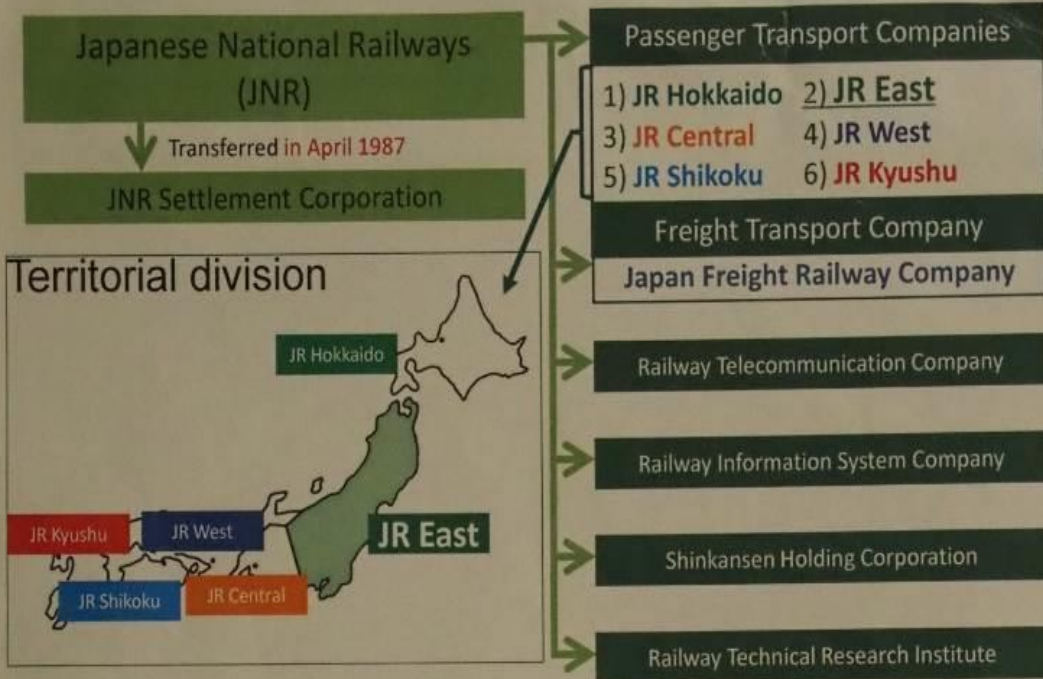 Japanese National Railways
(JNR)
Transferred in April 1987
JNR Settlement Corporation
Passenger Transport Companies
1) JR Hokkaido 2) JR East
3) JR Central 4) JR West
5) JR Shikoku 6) JR Kyushu
Freight Transport Company
Japan Freight Railway Company
Railway Telecommunication Company
Railway Information System Company
Shinkansen Holding Corporation
Railway Technical Research Institute
Territorial division
JR Hokkaido
JR East
JR Kyushu
JR West
JR Shikoku
JR Central